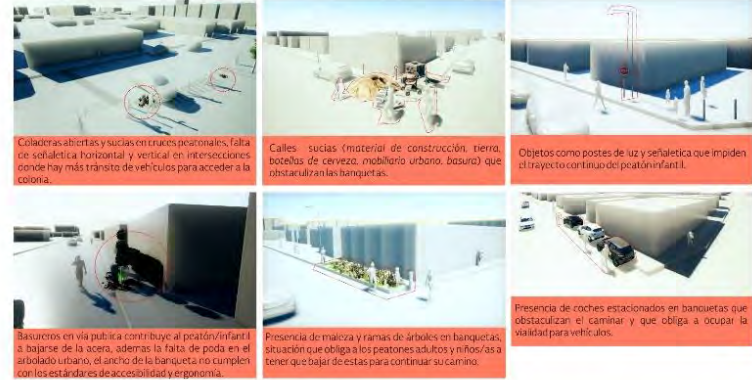 Coladeras abiertas y sucias en cruces peatonales, falta
de señaletica horizontal y vertical en intersecciones
donde hay más tránsito de vehículos para acceder a la
colonia.
Calles sucias (material de construcción, tierra,
botellas de cerveza, mobiliario urbano, basura) que
obstaculizan las banquetas.
Objetos como postes de luz y señaletica que impiden
el trayecto continuo del peatón infantil.
Basureros en vía publica contribuye al peatón/infantil
a bajarse de la acera, ademas la falta de poda en el
arbolado urbano, el ancho de la banqueta no cumplen
con los estándares de accesibilidad y ergonomía.
Presencia de maleza y ramas de árboles en banquetas,
situación que obliga a los peatones adultos y niños/as a
tener que bajar de estas para continuar su camino.
Presencia de coches estacionados en banquetas que
obstaculizan el caminar y que obliga a ocupar la
vialidad para vehículos.